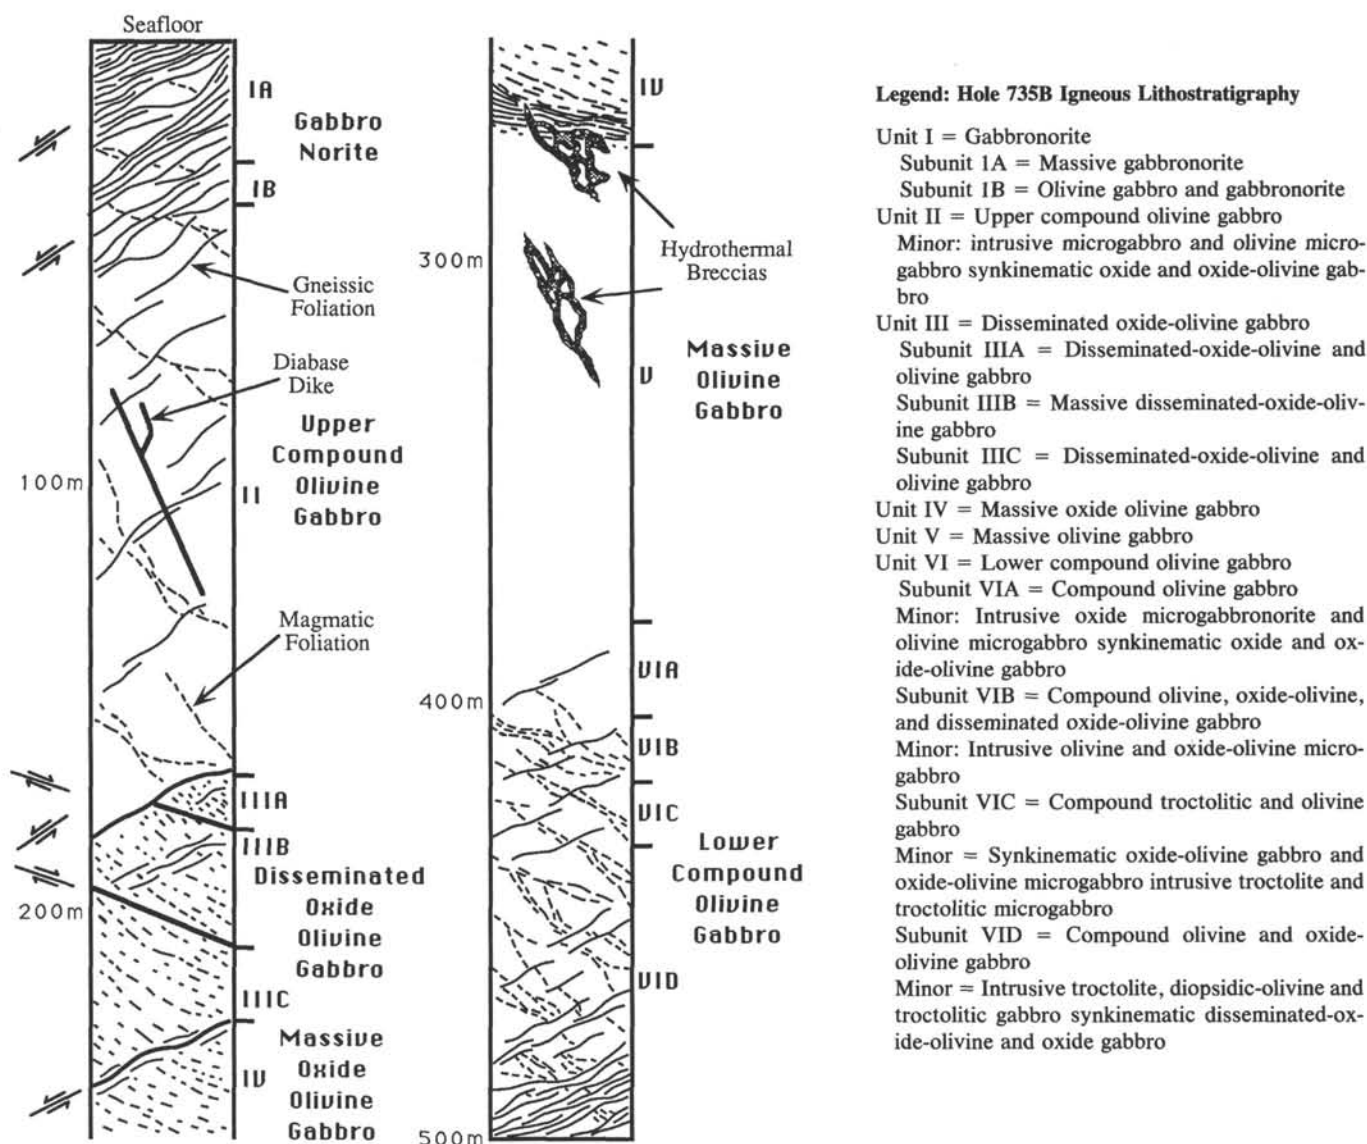 Seafloor
IA
Gabbro
Norite
IB
Gneissic
Foliation
Diabase
Dike
Upper
Compound
Olivine
Gabbro
100m
II
Magmatic
Foliation
IIIA
IIIB
Disseminated
Oxide
Olivine
Gabbro
200m
IIIC
Massive
Oxide
Olivine
Gabbro
IV
IV
Hydrothermal
Breccias
300m
Massive
Olivine
Gabbro
V
VIA
400m
VIB
VIC
Lower
Compound
Olivine
Gabbro
VID
500m
Legend: Hole 735B Igneous Lithostratigraphy
Unit I = Gabbronorite
Subunit 1A = Massive gabbronorite
Subunit 1B = Olivine gabbro and gabbronorite
Unit II = Upper compound olivine gabbro
Minor: intrusive microgabbro and olivine micro-
gabbro synkinematic oxide and oxide-olivine gab-
bro
Unit III = Disseminated oxide-olivine gabbro
Subunit IIIA = Disseminated-oxide-olivine and
olivine gabbro
Subunit IIIB = Massive disseminated-oxide-oliv-
ine gabbro
Subunit IIIC = Disseminated-oxide-olivine and
olivine gabbro
Unit IV = Massive oxide olivine gabbro
Unit V = Massive olivine gabbro
Unit VI = Lower compound olivine gabbro
Subunit VIA = Compound olivine gabbro
Minor: Intrusive oxide microgabbronorite and
olivine microgabbro synkinematic oxide and ox-
ide-olivine gabbro
Subunit VIB = Compound olivine, oxide-olivine,
and disseminated oxide-olivine gabbro
Minor: Intrusive olivine and oxide-olivine micro-
gabbro
Subunit VIC = Compound troctolitic and olivine
gabbro
Minor = Synkinematic oxide-olivine gabbro and
oxide-olivine microgabbro intrusive troctolite and
troctolitic microgabbro
Subunit VID = Compound olivine and oxide-
olivine gabbro
Minor = Intrusive troctolite, diopsidic-olivine and
troctolitic gabbro synkinematic disseminated-ox-
ide-olivine and oxide gabbro